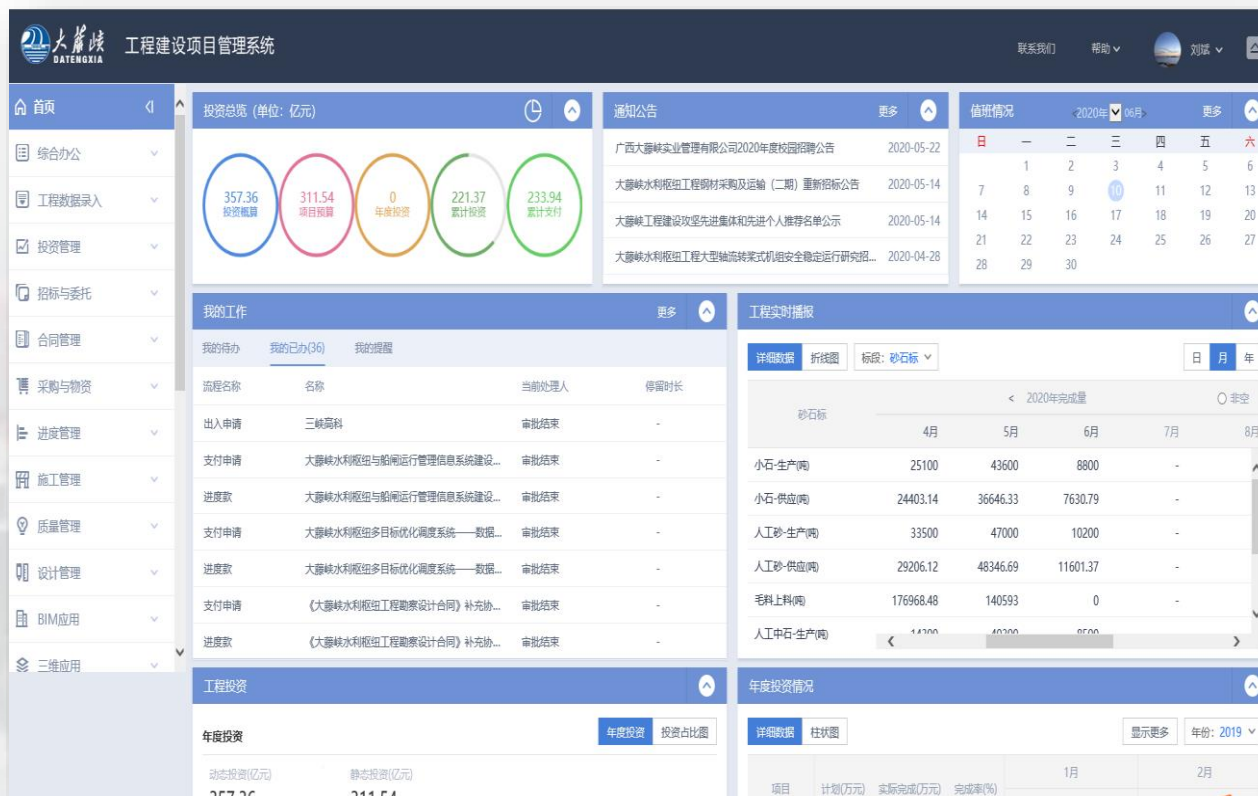 大藤峡
DATENGXIA
工程建设项目管理系统
联系我们
帮助
刘斌
首页
综合办公
工程数据录入
投资管理
招标与委托
合同管理
采购与物资
进度管理
施工管理
质量管理
设计管理
BIM应用
三维应用
投资总览 (单位: 亿元)
357.36
投资概算
311.54
项目预算
0
年度投资
221.37
累计投资
233.94
累计支付
通知公告 更多
广西大藤峡实业管理有限公司2020年度校园招聘公告 2020-05-22
大藤峡水利枢纽工程钢材采购及运输（二期）重新招标公告 2020-05-14
大藤峡工程建设攻坚先进集体和先进个人推荐名单公示 2020-05-14
大藤峡水利枢纽工程大型轴流转桨式机组安全稳定运行研究招... 2020-04-28
值班情况 2020年 06月 更多
日 一 二 三 四 五 六
1 2 3 4 5 6
7 8 9 10 11 12 13
14 15 16 17 18 19 20
21 22 23 24 25 26 27
28 29 30
我的工作 更多
我的待办 我的已办(36) 我的提醒
流程名称 名称 当前处理人 停留时长
出入申请 三峡高科 审批结束 -
支付申请 大藤峡水利枢纽与船闸运行管理信息系统建设... 审批结束 -
进度款 大藤峡水利枢纽与船闸运行管理信息系统建设... 审批结束 -
支付申请 大藤峡水利枢纽多目标优化调度系统——数据... 审批结束 -
进度款 大藤峡水利枢纽多目标优化调度系统——数据... 审批结束 -
支付申请 《大藤峡水利枢纽工程勘察设计合同》补充协... 审批结束 -
进度款 《大藤峡水利枢纽工程勘察设计合同》补充协... 审批结束 -
工程实时播报
详细数据 折线图 标段: 砂石标 日 月 年
砂石标 < 2020年完成量 非空
4月 5月 6月 7月 8月
小石-生产(吨) 25100 43600 8800 -
小石-供应(吨) 24403.14 36646.33 7630.79 -
人工砂-生产(吨) 33500 47000 10200 -
人工砂-供应(吨) 29206.12 48346.69 11601.37 -
毛料上料(吨) 176968.48 140593 0 -
人工中石-生产(吨) 14200 40200 8500
工程投资
年度投资 年度投资 投资占比图
动态投资(亿元) 静态投资(亿元)
357.36 311.54
年度投资情况
详细数据 柱状图 显示更多 年份: 2019
项目 计划(万元) 实际完成(万元) 完成率(%) 1月 2月